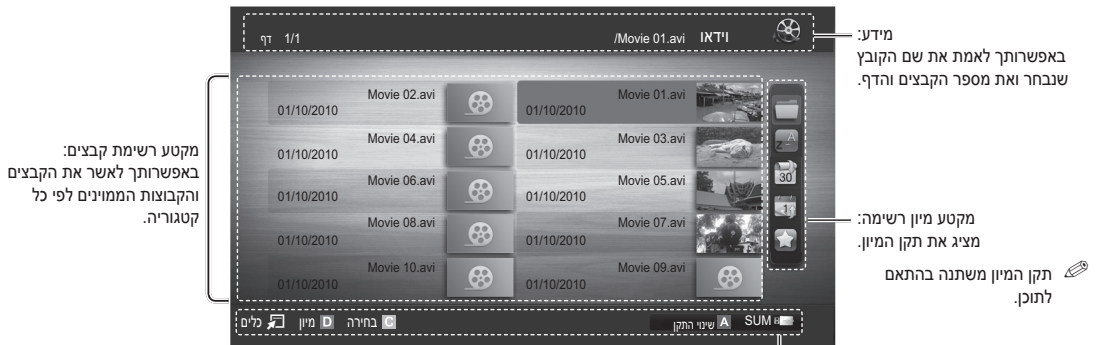 וידאו /Movie 01.avi
1/1 דף
מידע:
באפשרותך לאמת את שם הקובץ
שנבחר ואת מספר הקבצים והדף.
Movie 01.avi
01/10/2010
Movie 02.avi
01/10/2010
Movie 03.avi
01/10/2010
Movie 04.avi
01/10/2010
Movie 05.avi
01/10/2010
Movie 06.avi
01/10/2010
Movie 07.avi
01/10/2010
Movie 08.avi
01/10/2010
Movie 09.avi
01/10/2010
Movie 10.avi
01/10/2010
Z A
30
1
מקטע מיון רשימה:
מציג את תקן המיון.
תקן המיון משתנה בהתאם
לתוכן.
מקטע רשימת קבצים:
באפשרותך לאשר את הקבצים
והקבוצות הממוינים לפי כל
קטגוריה.
SUM A שינוי התקן
C בחירה D מיון כלים